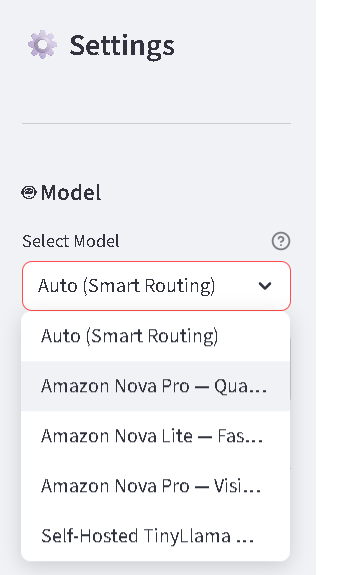 Settings
Model
Select Model
Auto (Smart Routing)
Auto (Smart Routing)
Amazon Nova Pro — Qua...
Amazon Nova Lite — Fas...
Amazon Nova Pro — Visi...
Self-Hosted TinyLlama ...